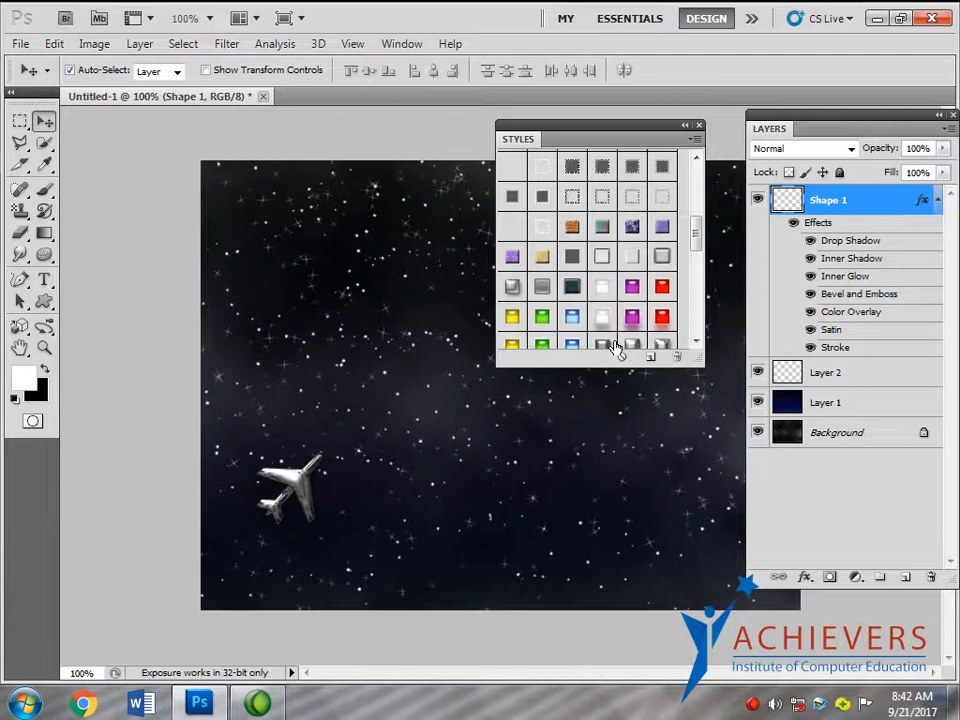 Ps Br Mb 100% MY ESSENTIALS DESIGN CS Live
File Edit Image Layer Select Filter Analysis 3D View Window Help
Auto-Select: Layer Show Transform Controls
Untitled-1 @ 100% (Shape 1, RGB/8) *
STYLES
LAYERS
Normal Opacity: 100%
Lock: Fill: 100%
Shape 1 fx
Effects
Drop Shadow
Inner Shadow
Inner Glow
Bevel and Emboss
Color Overlay
Satin
Stroke
Layer 2
Layer 1
Background
T
fx
ACHIEVERS
Institute of Computer Education
100% Exposure works in 32-bit only
W Ps
8:42 AM
9/21/2017